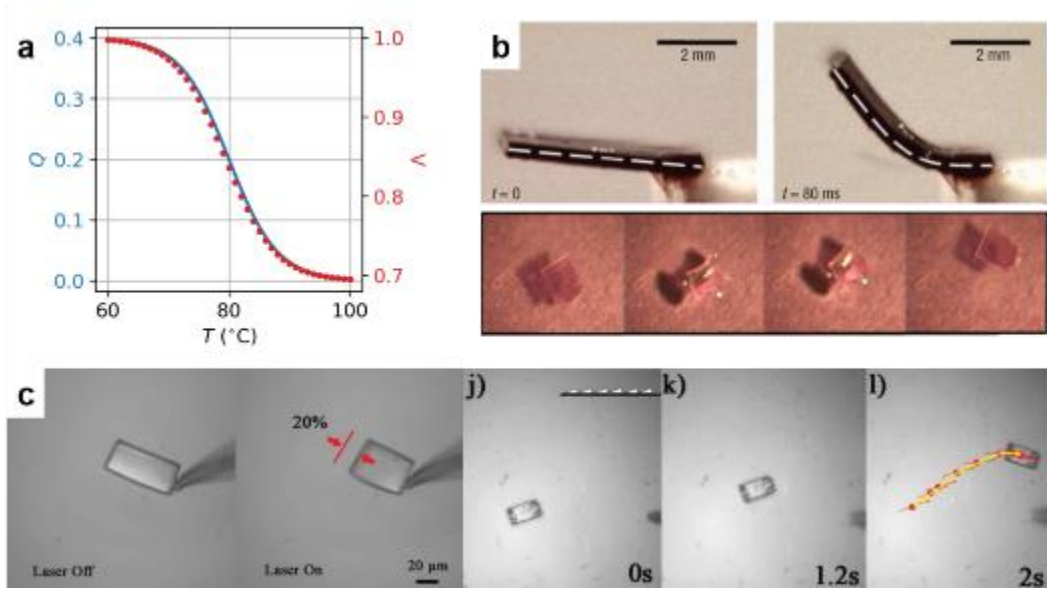 a
0.4
0.3
0.2
0.1
0.0
Q
1.0
0.9
0.8
0.7
V
60
80
100
T (°C)
b
2 mm
t = 0
2 mm
t = 80 ms
c
Laser Off
20%
Laser On
20 μm
j)
0s
k)
1.2s
l)
2s